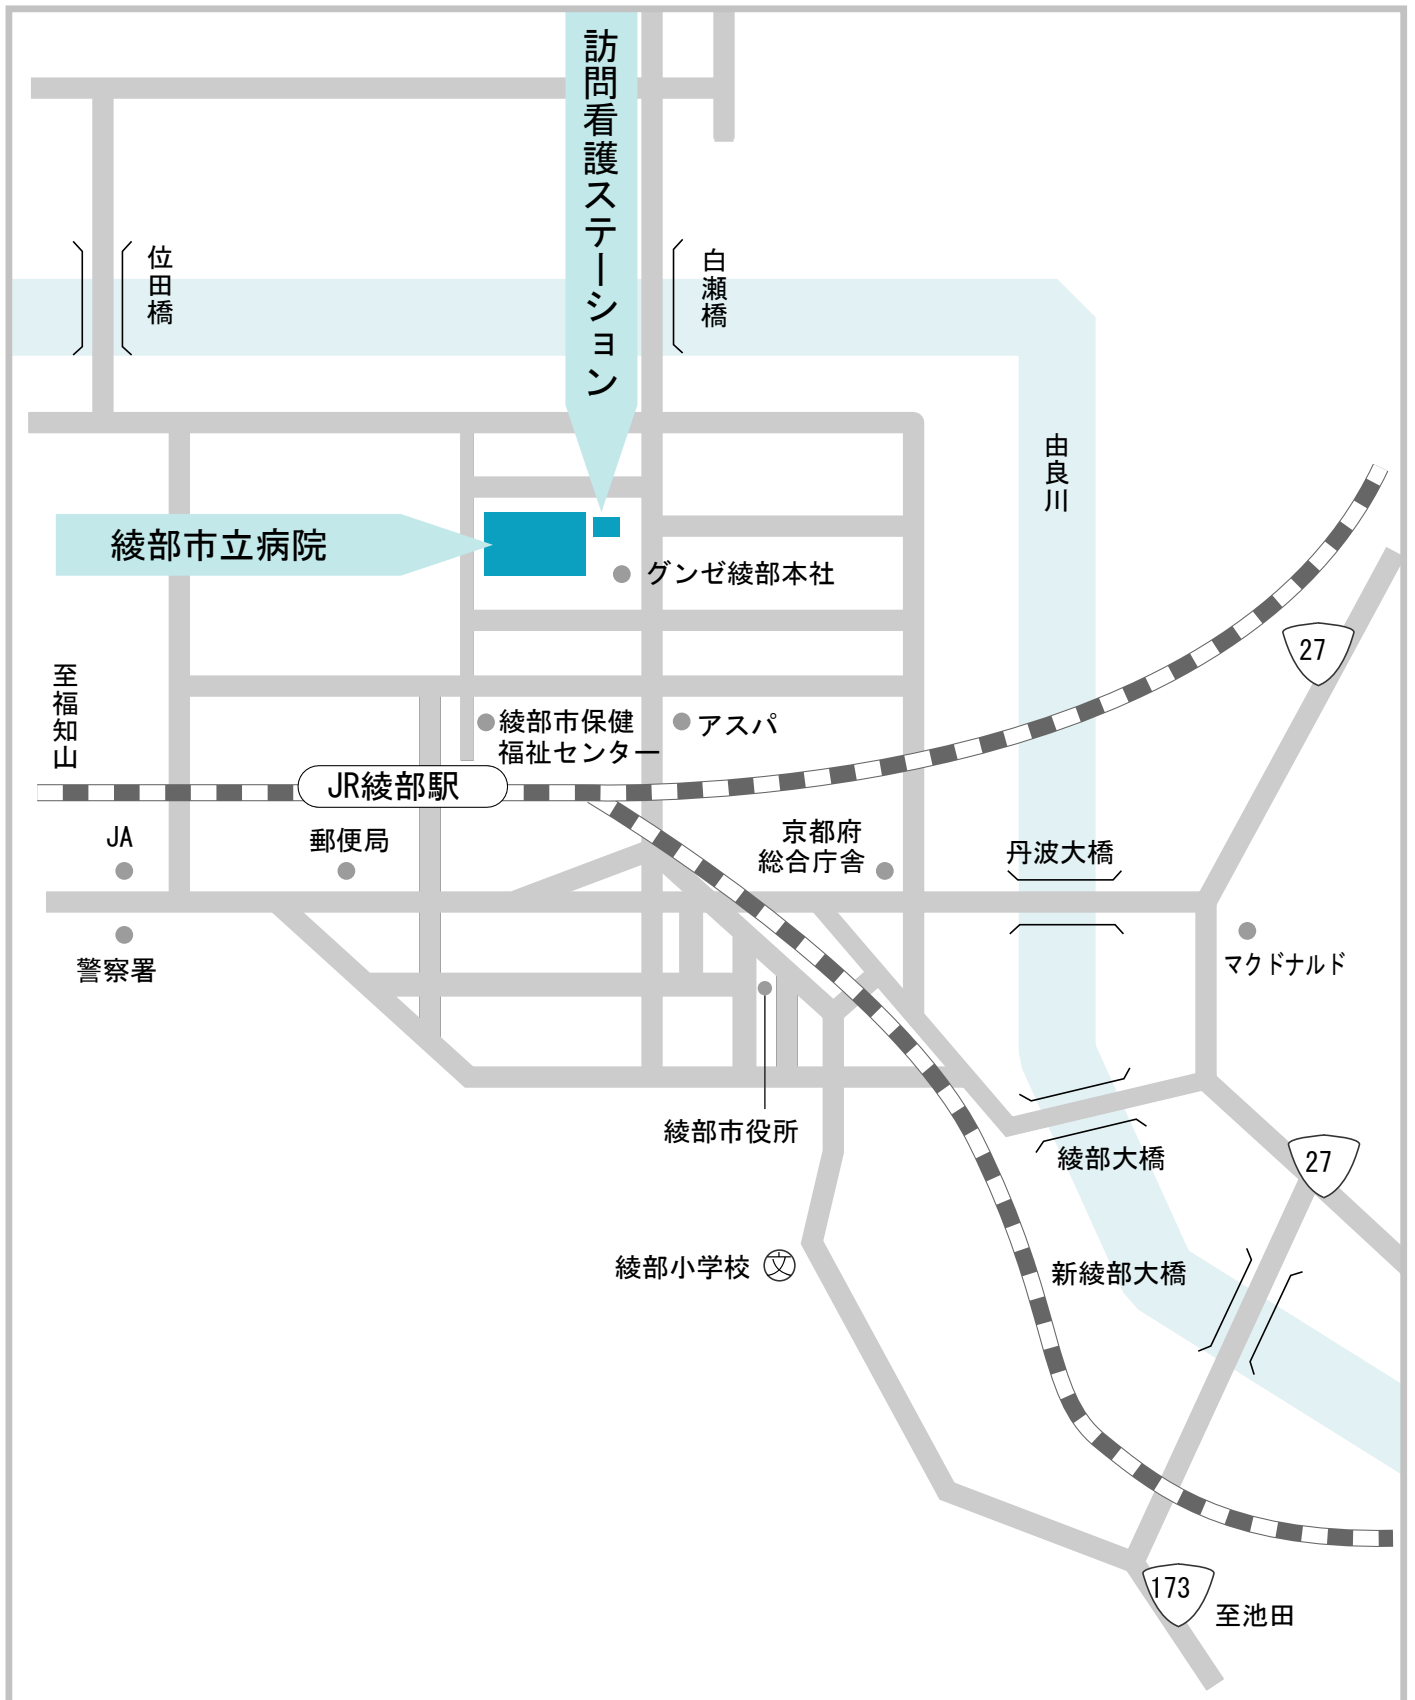 訪問看護ステーション
位田橋
白瀬橋
由良川
綾部市立病院
グンゼ綾部本社
27
至福知山
綾部市保健
福祉センター
アスパ
JR綾部駅
JA
郵便局
京都府
総合庁舎
丹波大橋
警察署
マクドナルド
綾部市役所
綾部大橋
27
綾部小学校
文
新綾部大橋
173
至池田